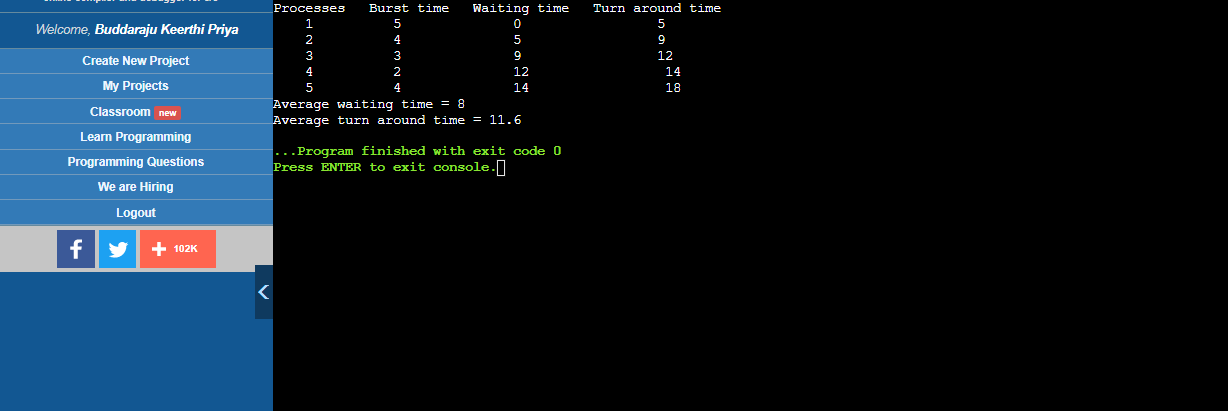 Welcome, Buddaraju Keerthi Priya
Create New Project
My Projects
Classroom new
Learn Programming
Programming Questions
We are Hiring
Logout
102K
Processes Burst time Waiting time Turn around time
1 5 0 5
2 4 5 9
3 3 9 12
4 2 12 14
5 4 14 18
Average waiting time = 8
Average turn around time = 11.6
...Program finished with exit code 0
Press ENTER to exit console.